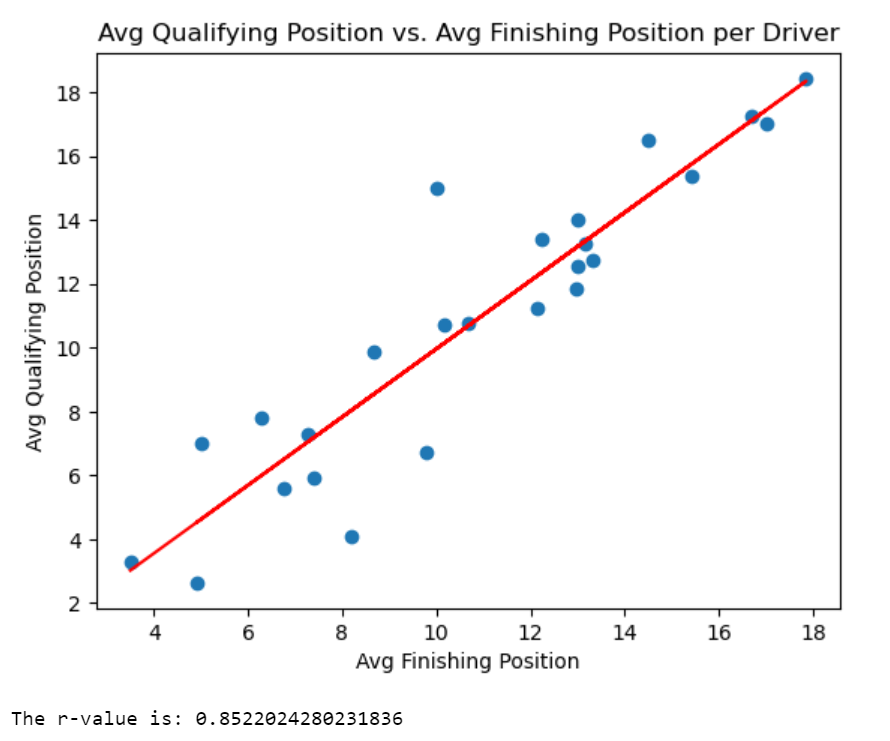 Avg Qualifying Position vs. Avg Finishing Position per Driver
18
16
14
12
10
8
6
4
2
Avg Qualifying Position
4 6 8 10 12 14 16 18
Avg Finishing Position
The r-value is: 0.8522024280231836